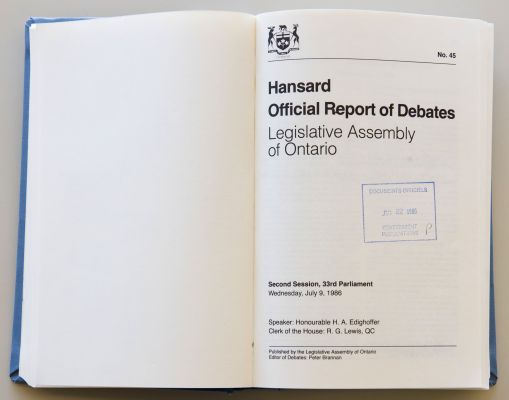 No. 45
Hansard
Official Report of Debates
Legislative Assembly
of Ontario
DOCUMENTS OFFICIELS
22 1986
GOVERNMENT
PUBLICATIONS
Second Session, 33rd Parliament
Wednesday, July 9, 1986
Speaker: Honourable H. A. Edighoffer
Clerk of the House: R. G. Lewis, QC
Published by the Legislative Assembly of Ontario
Editor of Debates: Peter Brannan